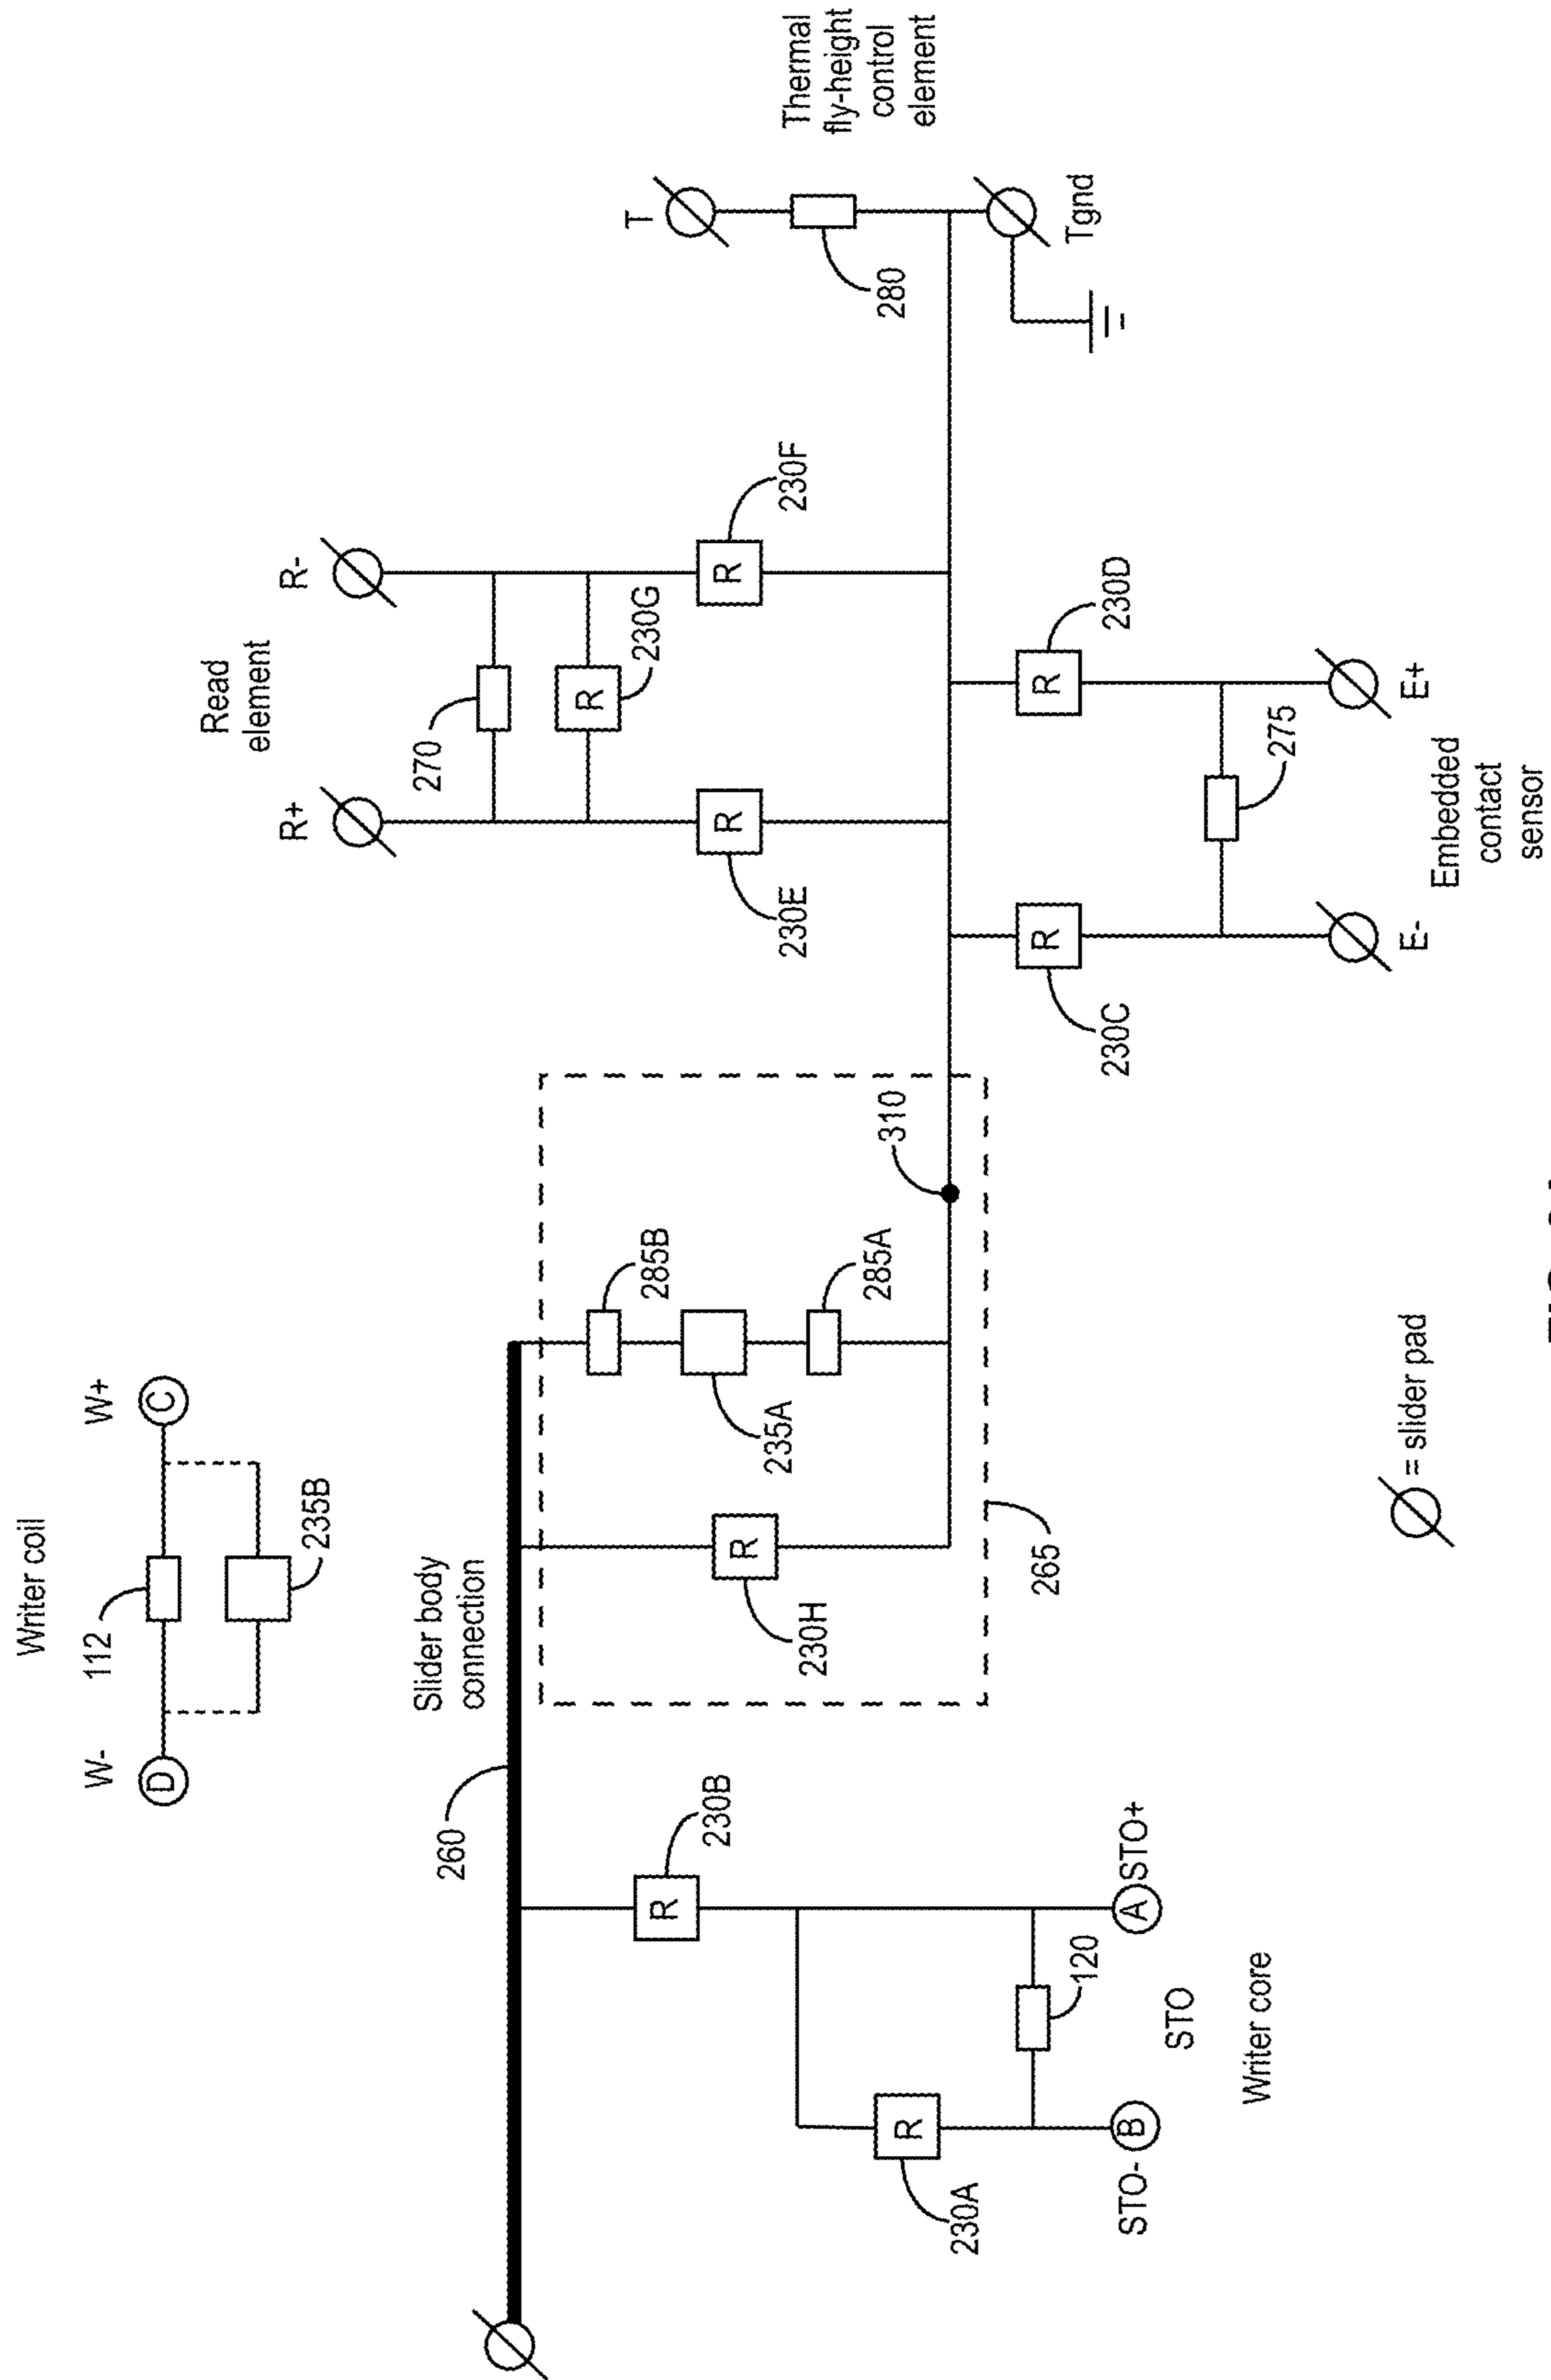 Writer coil
W-
112
W+
D
C
235B
Slider body
connection
260
Read
element
R+
R-
270
R
230G
R
230E
R
230F
T
Thermal
fly-height
control
element
280
Tgnd
R
230B
R
230A
120
B
A
STO-
STO+
STO
Writer core
R
230H
285B
235A
285A
310
265
R
230C
R
230D
275
E-
E+
Embedded
contact
sensor
= slider pad